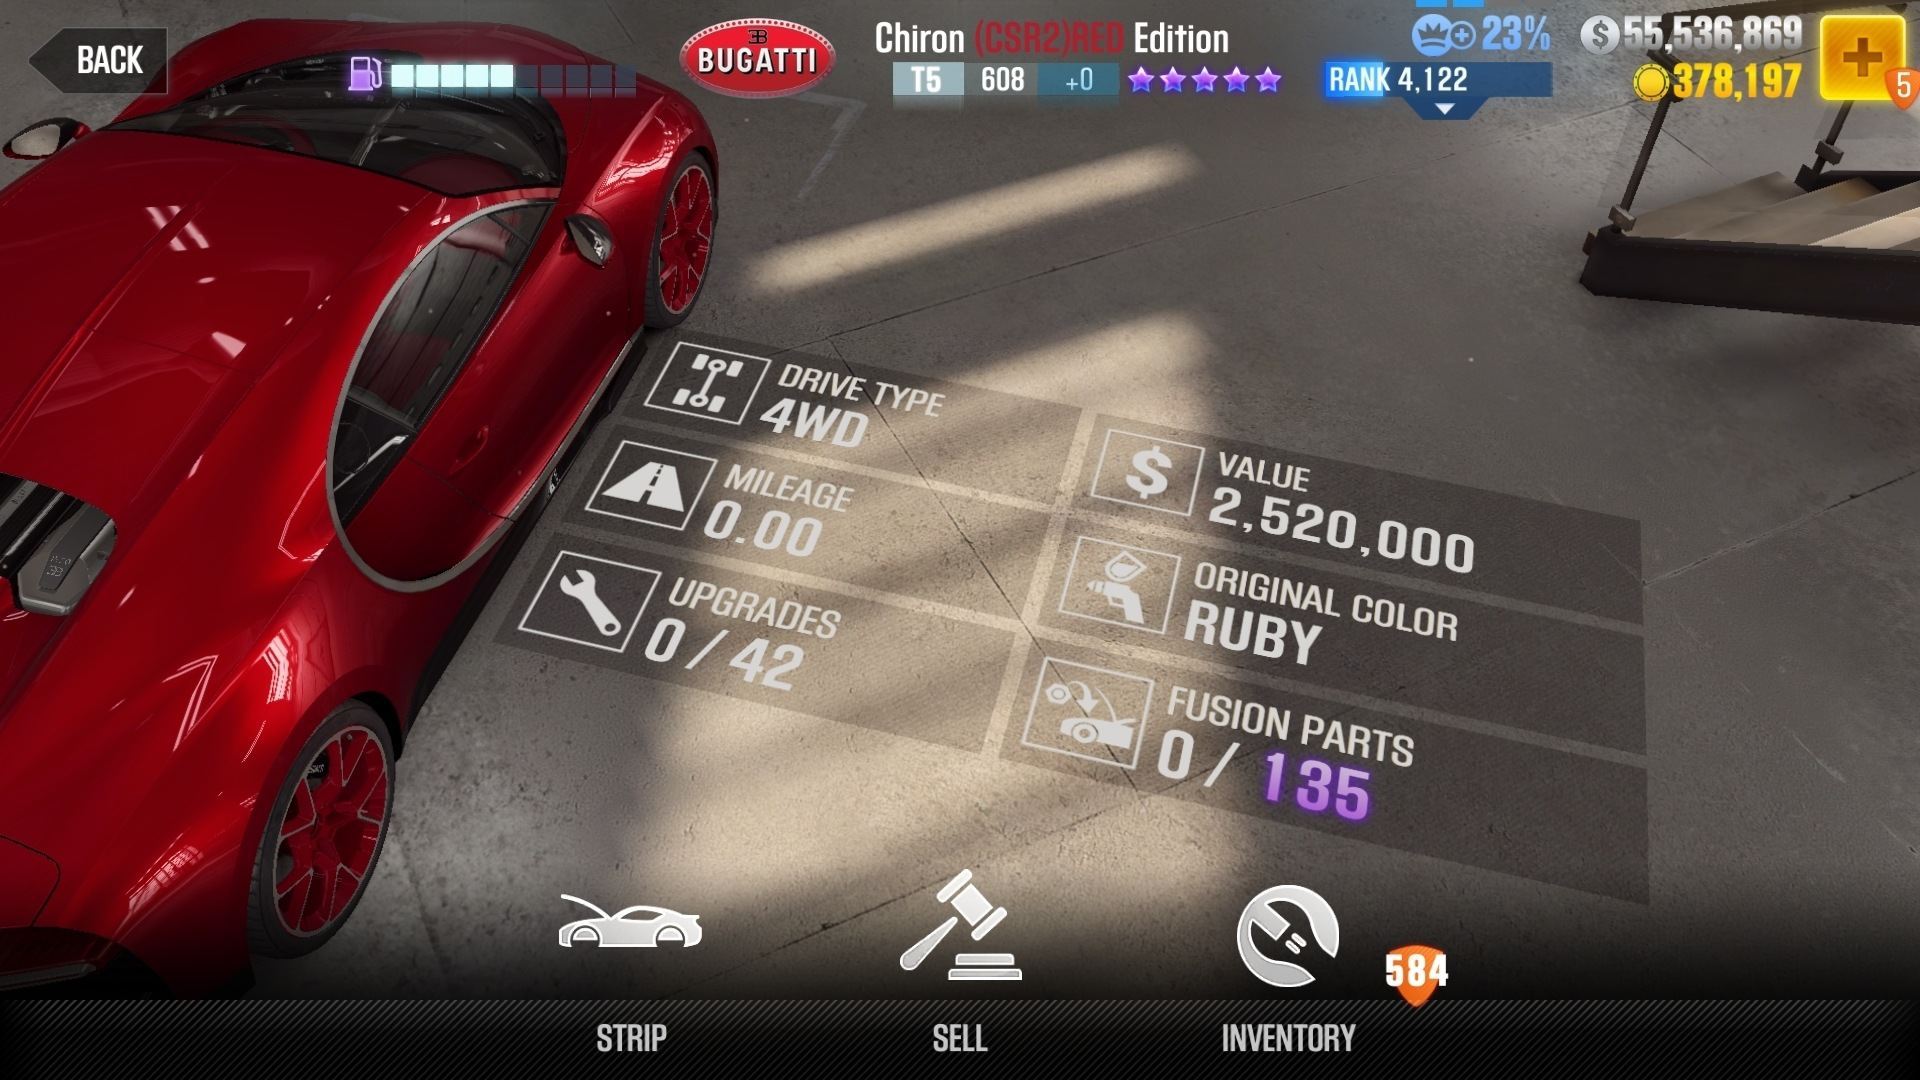 BACK
BUGATTI
Chiron (CSR2)RED Edition
T5 608 +0
23%
RANK 4,122
55,536,869
378,197
5
DRIVE TYPE
4WD
MILEAGE
0.00
UPGRADES
0 / 42
VALUE
2,520,000
ORIGINAL COLOR
RUBY
FUSION PARTS
0 / 135
584
STRIP
SELL
INVENTORY